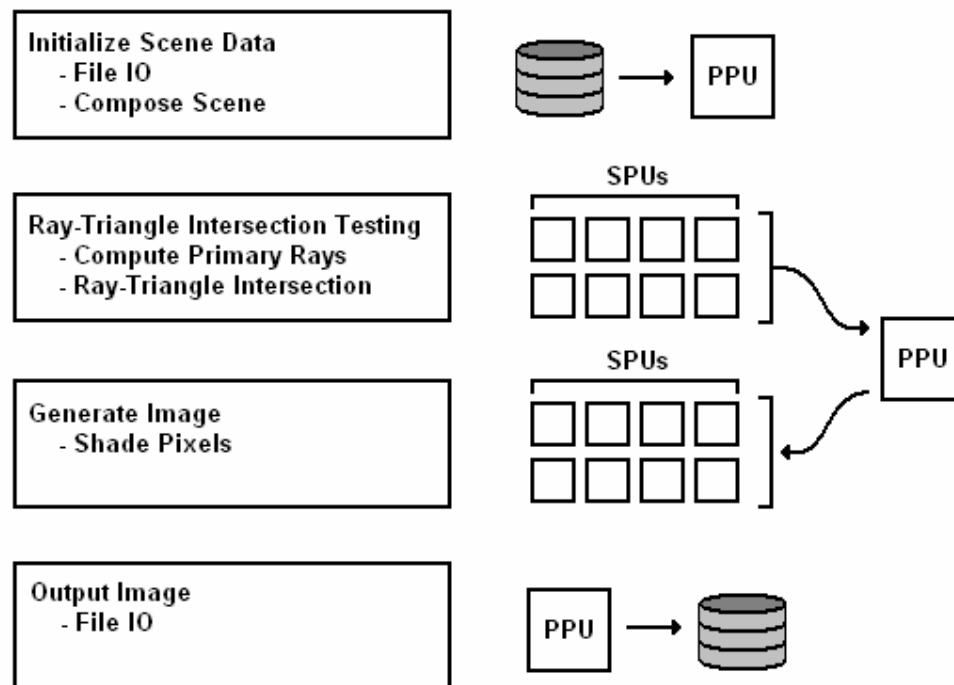 Initialize Scene Data
- File IO
- Compose Scene
PPU
SPUs
Ray-Triangle Intersection Testing
- Compute Primary Rays
- Ray-Triangle Intersection
PPU
SPUs
Generate Image
- Shade Pixels
Output Image
- File IO
PPU